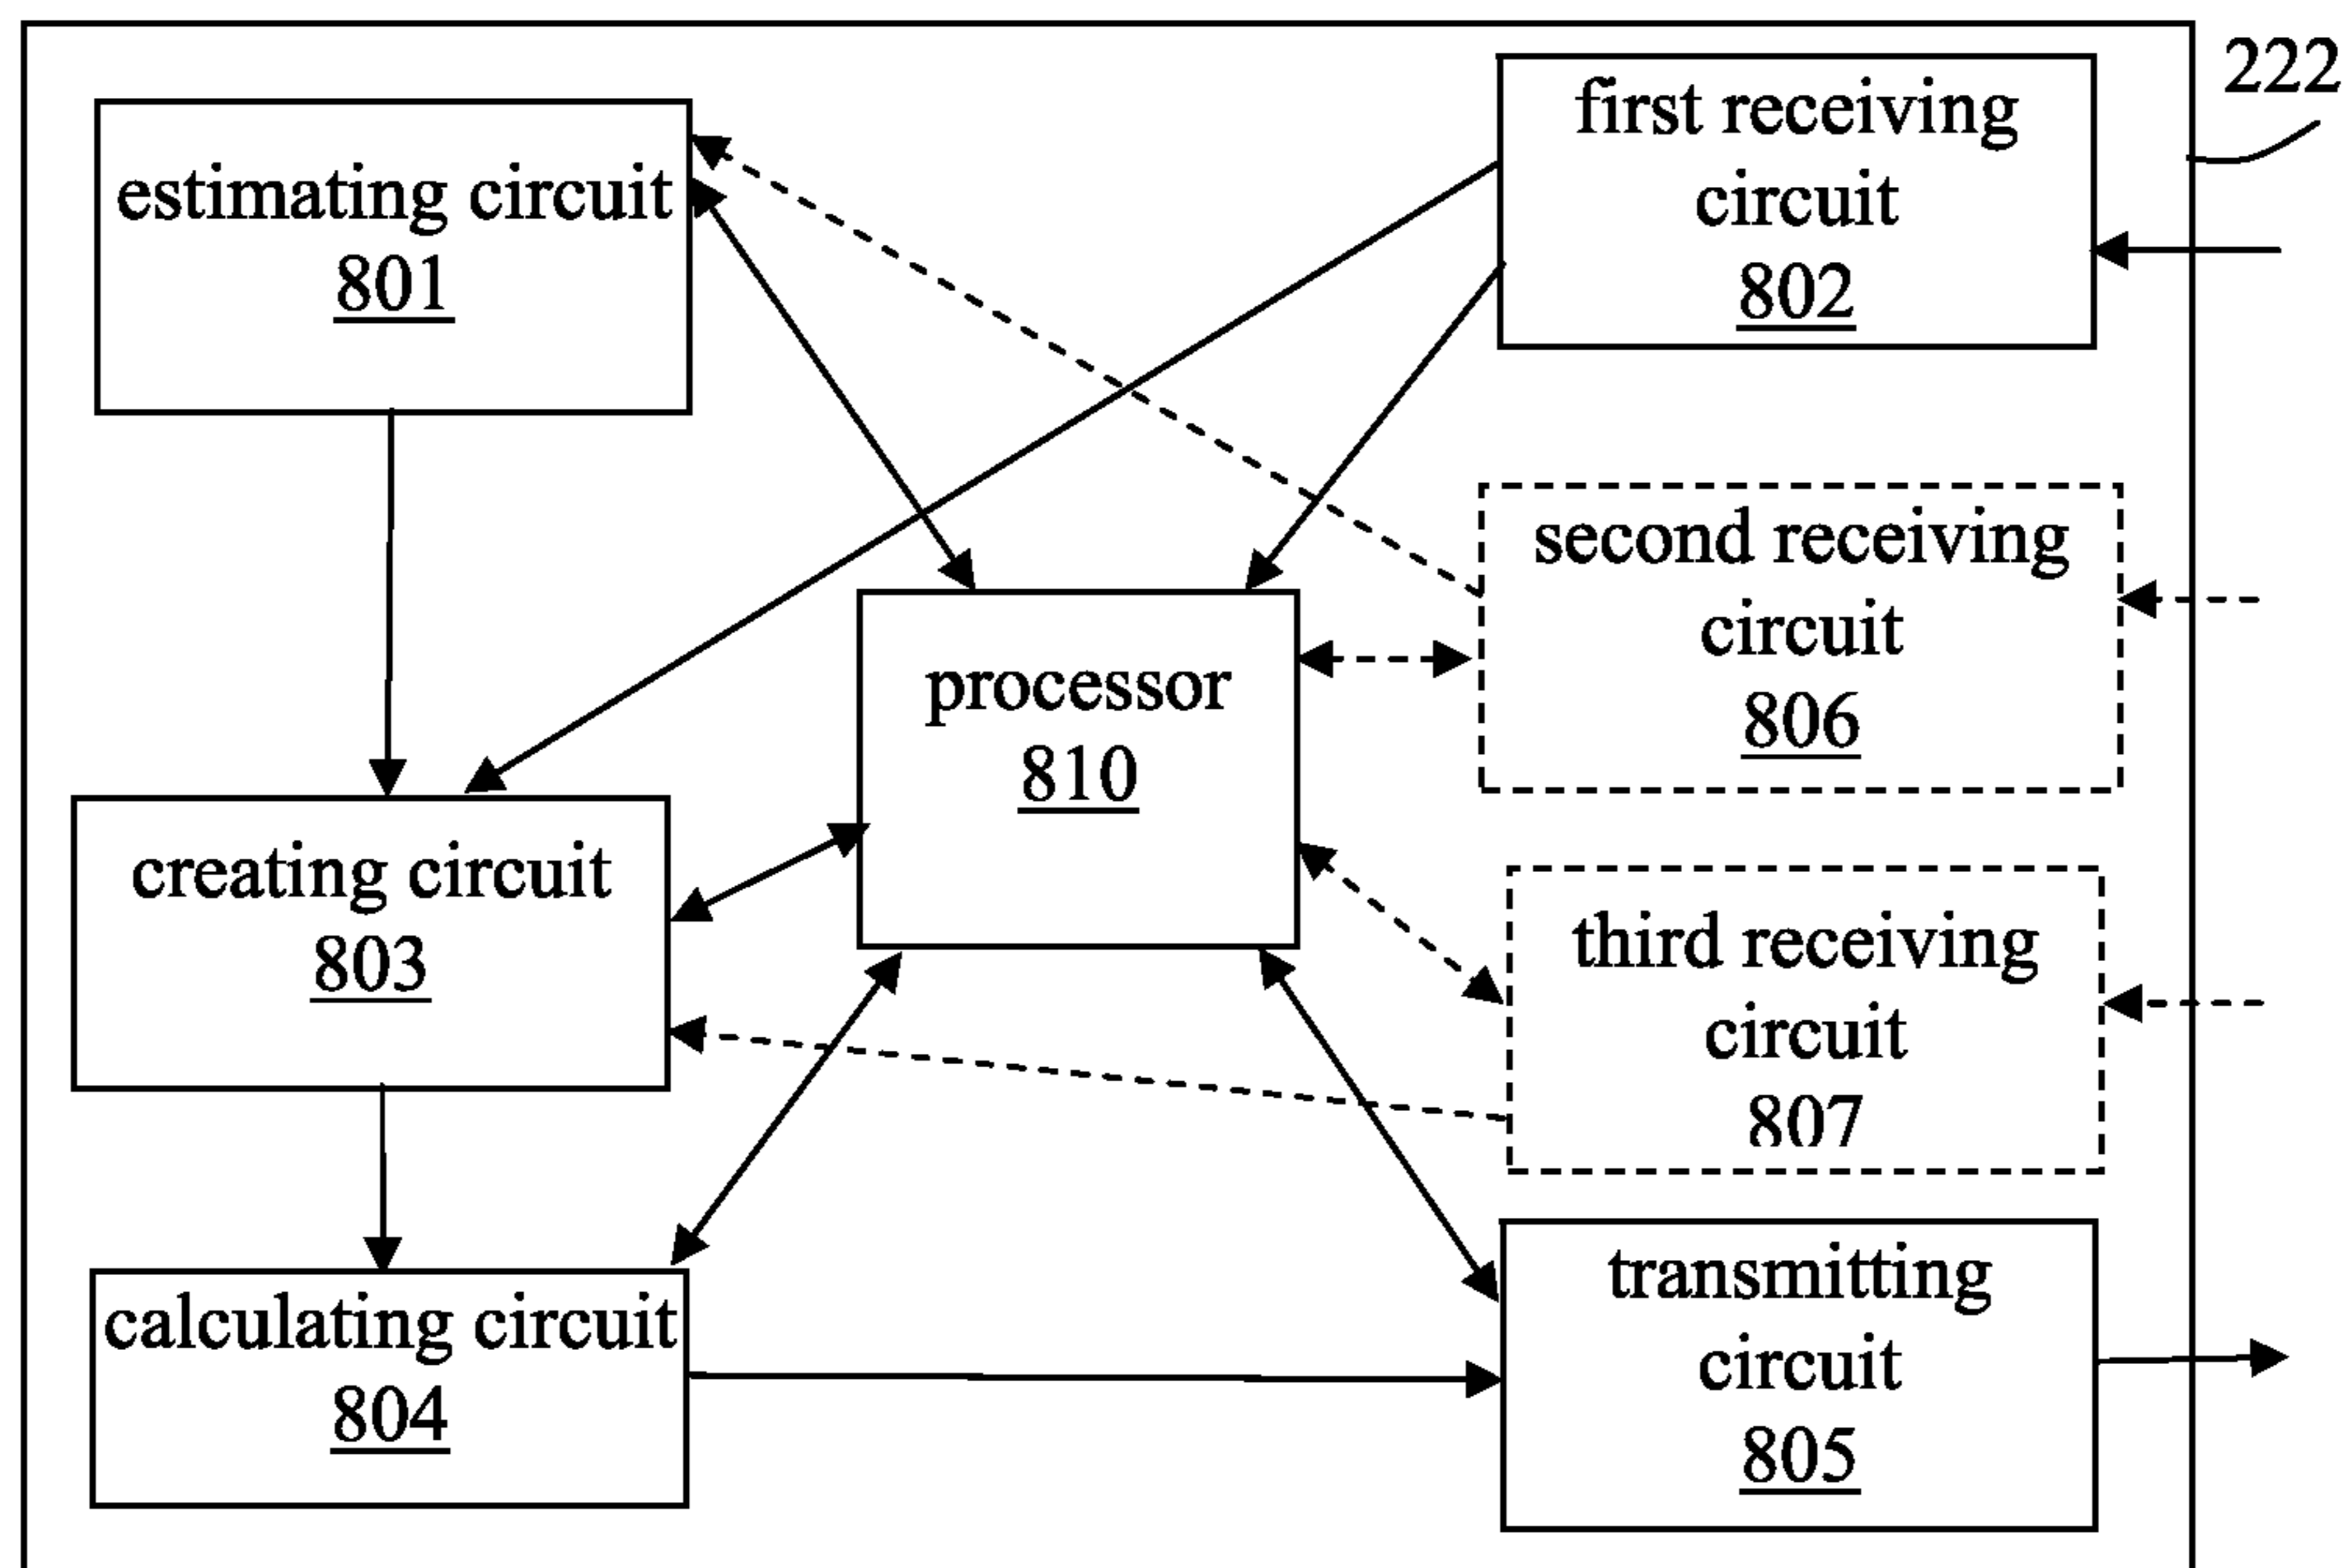 222
estimating circuit
801
first receiving
circuit
802
second receiving
circuit
806
processor
810
creating circuit
803
third receiving
circuit
807
calculating circuit
804
transmitting
circuit
805